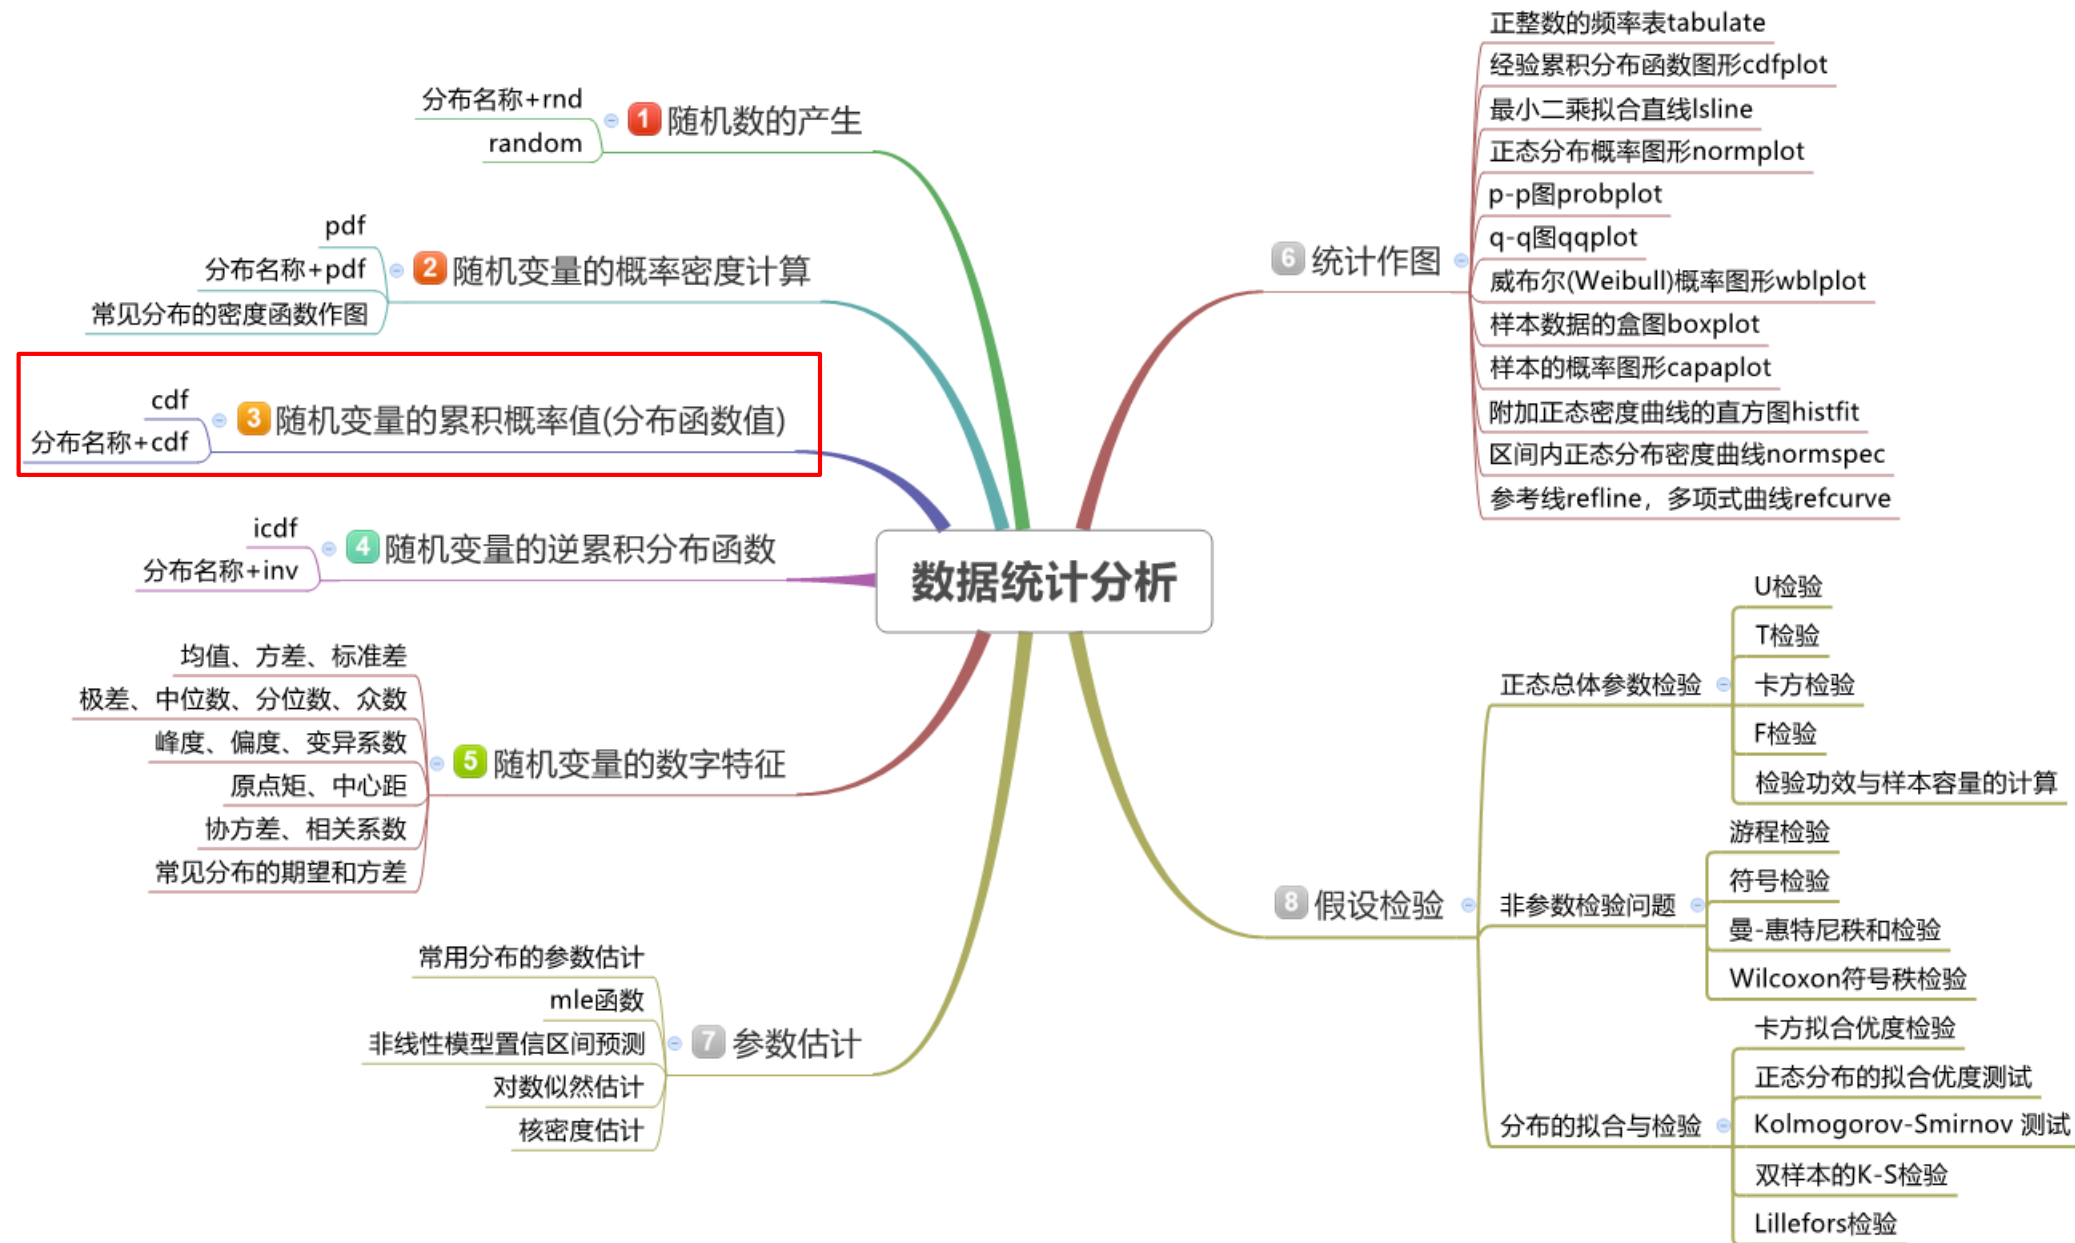 数据统计分析
1 随机数的产生
分布名称+rnd
random
2 随机变量的概率密度计算
pdf
分布名称+pdf
常见分布的密度函数作图
3 随机变量的累积概率值(分布函数值)
cdf
分布名称+cdf
4 随机变量的逆累积分布函数
icdf
分布名称+inv
5 随机变量的数字特征
均值、方差、标准差
极差、中位数、分位数、众数
峰度、偏度、变异系数
原点矩、中心距
协方差、相关系数
常见分布的期望和方差
6 统计作图
正整数的频率表tabulate
经验累积分布函数图形cdfplot
最小二乘拟合直线lsline
正态分布概率图形normplot
p-p图probplot
q-q图qqplot
威布尔(Weibull)概率图形wblplot
样本数据的盒图boxplot
样本的概率图形capaplot
附加正态密度曲线的直方图histfit
区间内正态分布密度曲线normspec
参考线refline，多项式曲线refcurve
7 参数估计
常用分布的参数估计
mle函数
非线性模型置信区间预测
对数似然估计
核密度估计
8 假设检验
正态总体参数检验
U检验
T检验
卡方检验
F检验
检验功效与样本容量的计算
非参数检验问题
游程检验
符号检验
曼-惠特尼秩和检验
Wilcoxon符号秩检验
分布的拟合与检验
卡方拟合优度检验
正态分布的拟合优度测试
Kolmogorov-Smirnov 测试
双样本的K-S检验
Lillefors检验